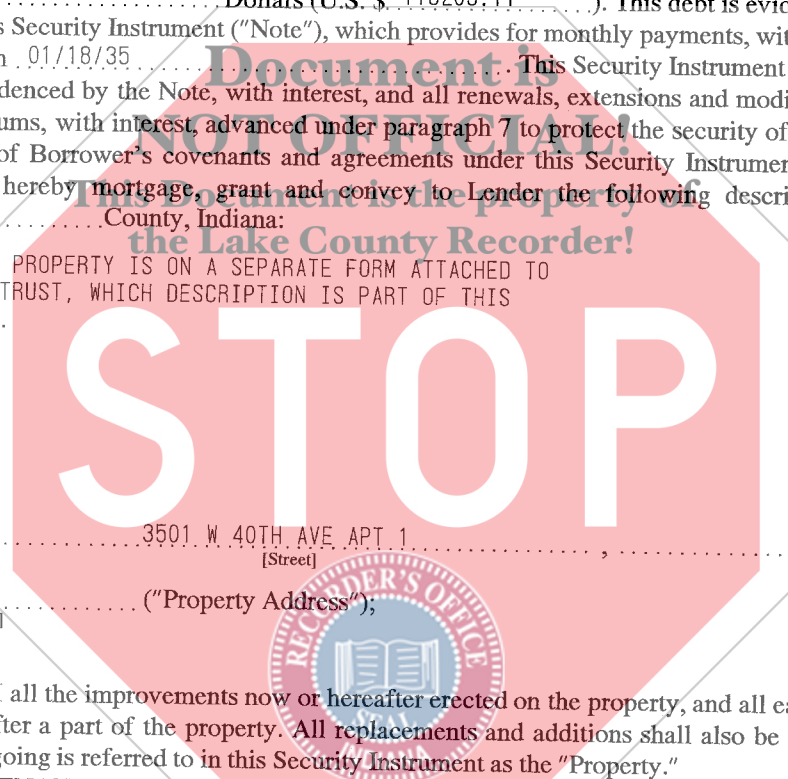 Dollars (U.S. $ ). This debt is evid
s Security Instrument ("Note"), which provides for monthly payments, wit
01/18/35 This Security Instrument
denced by the Note, with interest, and all renewals, extensions and modi
ums, with interest, advanced under paragraph 7 to protect the security of
of Borrower's covenants and agreements under this Security Instrumen
hereby mortgage, grant and convey to Lender the following descri
County, Indiana:
Document is
NOT OFFICIAL!
This Document is the property of
the Lake County Recorder!
PROPERTY IS ON A SEPARATE FORM ATTACHED TO
TRUST, WHICH DESCRIPTION IS PART OF THIS
STOP
3501 W 40TH AVE APT 1 ,
[Street]
("Property Address");
RECORDER'S OFFICE
SEAL
INDIANA
all the improvements now or hereafter erected on the property, and all ea
fter a part of the property. All replacements and additions shall also be
going is referred to in this Security Instrument as the "Property."